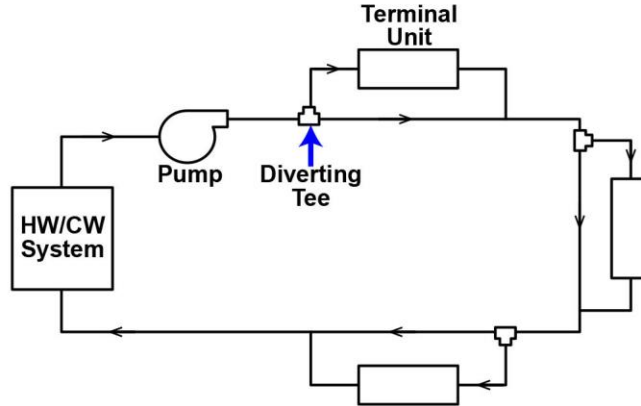 Terminal
Unit
Pump
Diverting
Tee
HW/CW
System